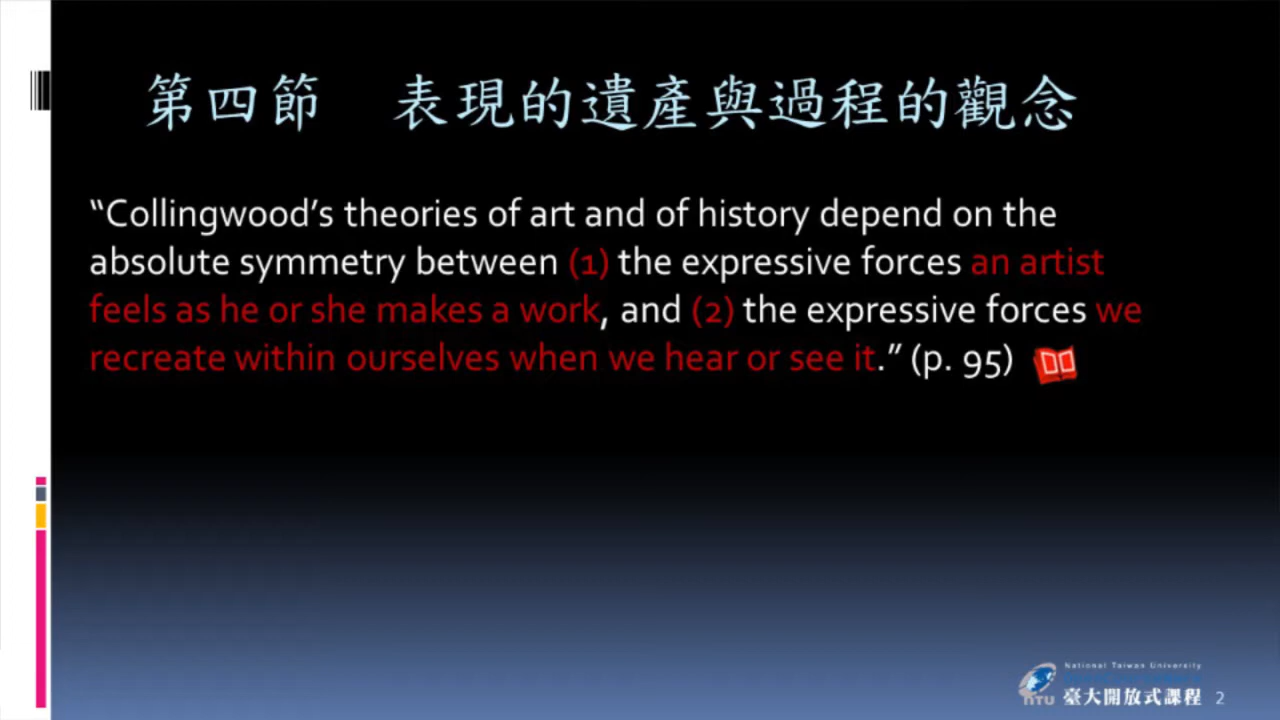 第四節　表現的遺產與過程的觀念
“Collingwood’s theories of art and of history depend on the
absolute symmetry between (1) the expressive forces an artist
feels as he or she makes a work, and (2) the expressive forces we
recreate within ourselves when we hear or see it.” (p. 95)
National Taiwan University
NTU 臺大開放式課程 2